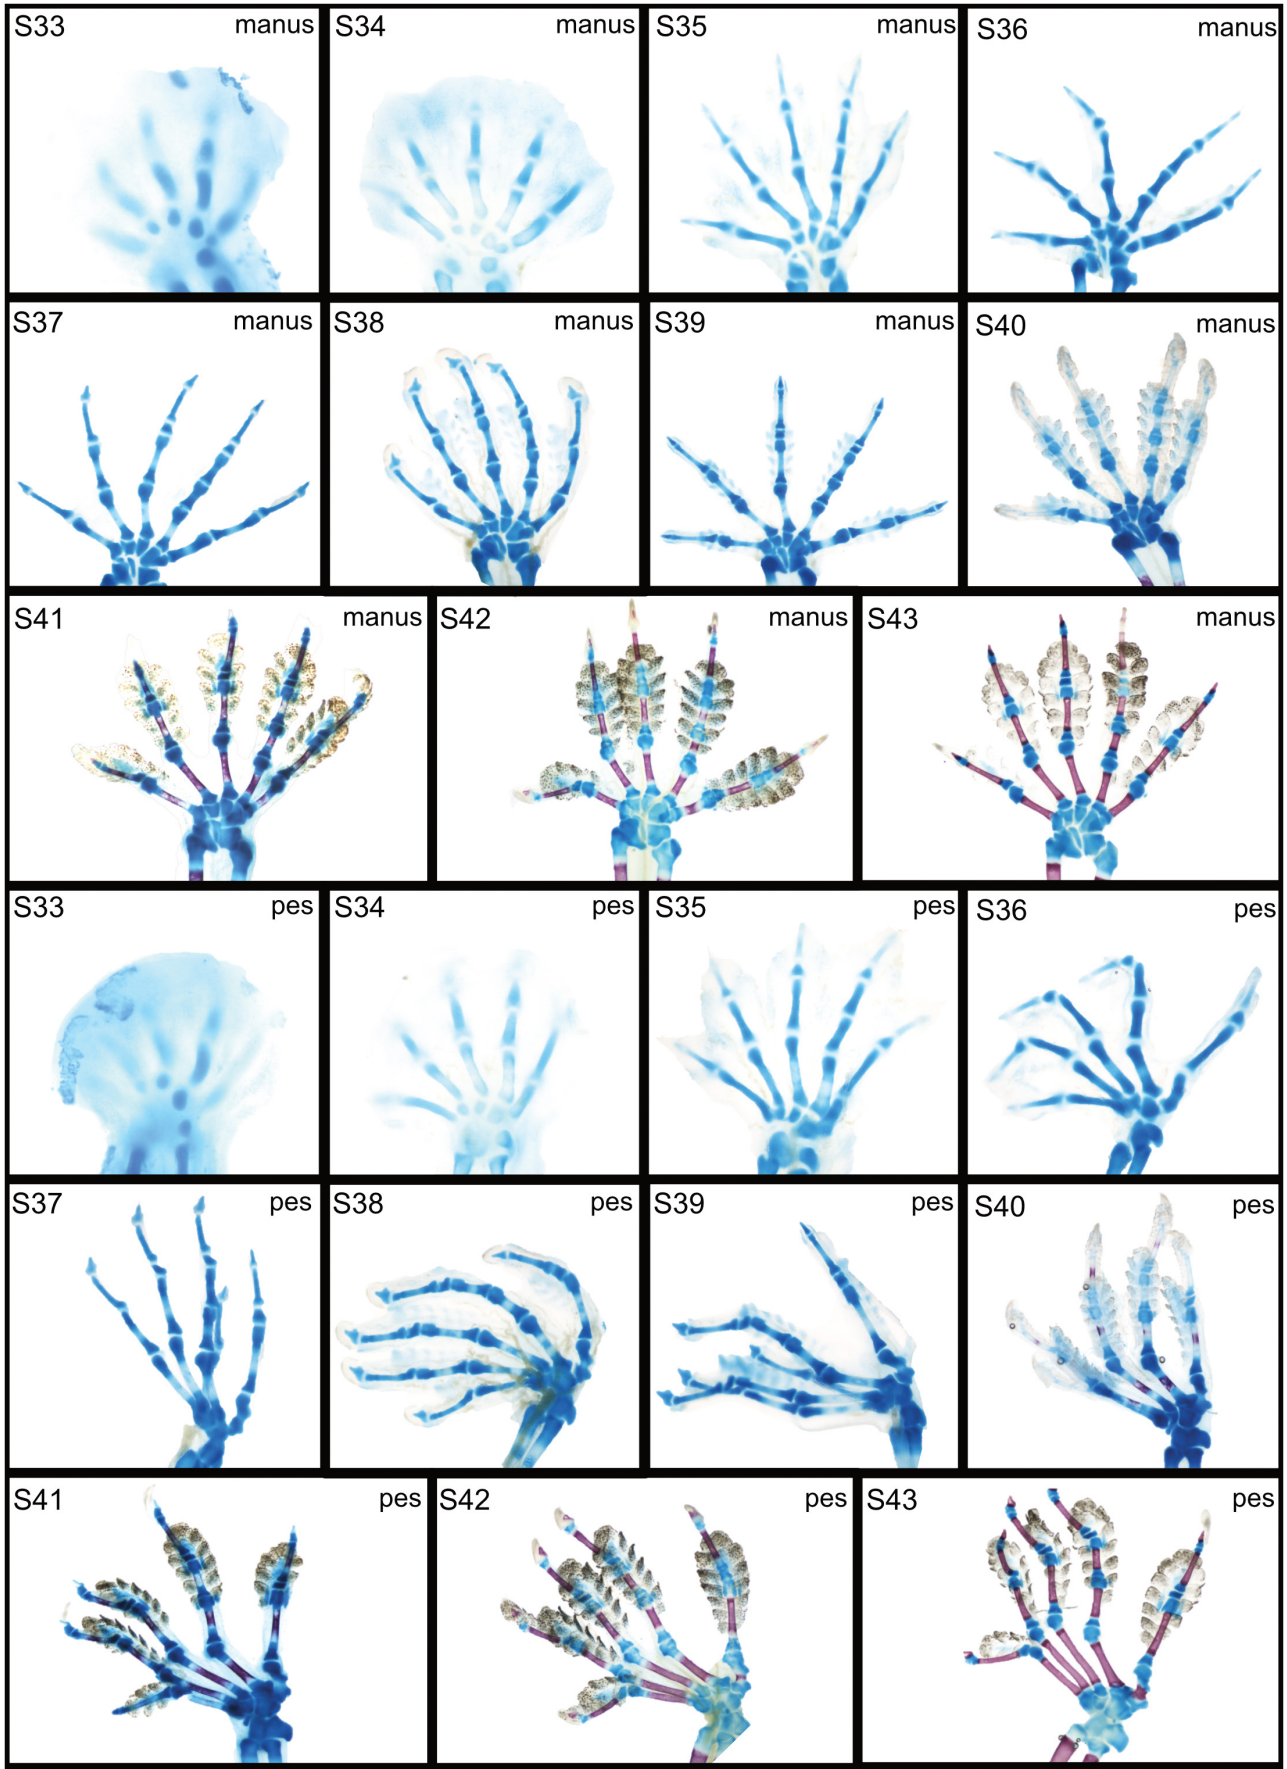 S33 manus S34 manus S35 manus S36 manus
S37 manus S38 manus S39 manus S40 manus
S41 manus S42 manus S43 manus
S33 pes S34 pes S35 pes S36 pes
S37 pes S38 pes S39 pes S40 pes
S41 pes S42 pes S43 pes